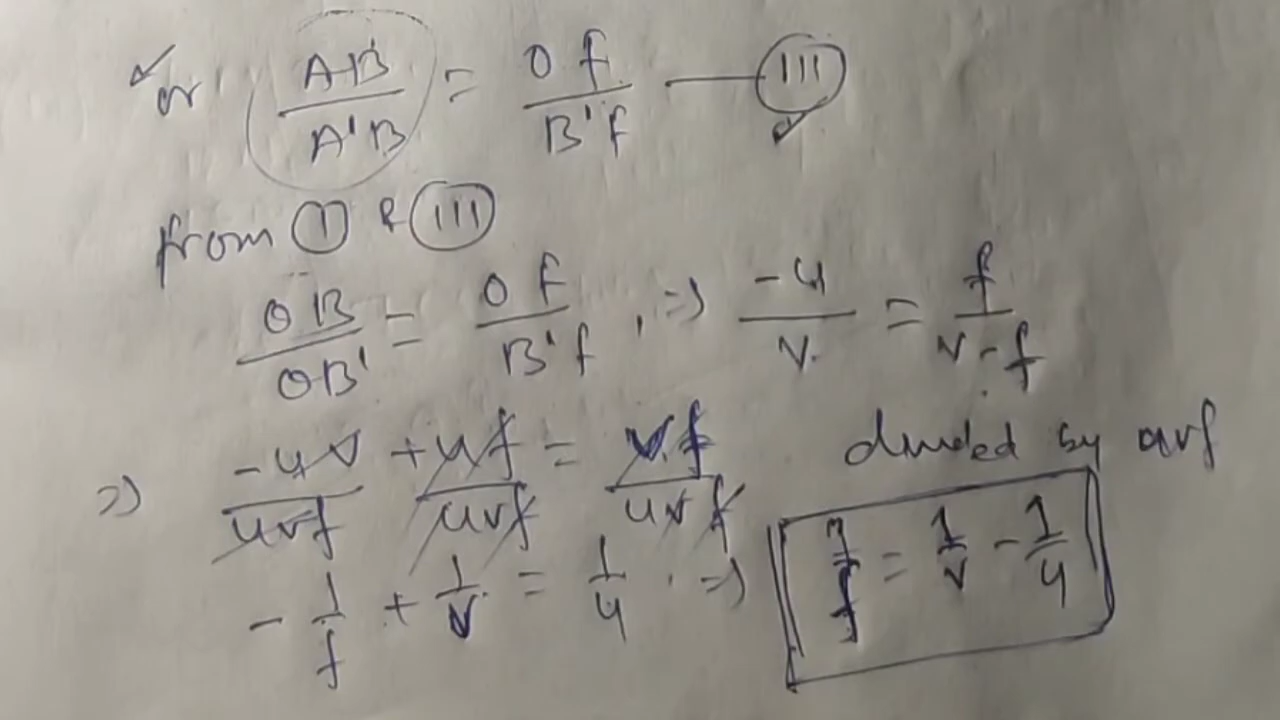 or AB/A'B = Of/B'f — (III)
from (I) & (III)
OB/OB' = Of/B'f , => -u/v = f/v-f
=> -uv/uvf + uf/uvf = vf/uvf divided by uvf
-1/f + 1/v = 1/u => 1/f = 1/v - 1/u